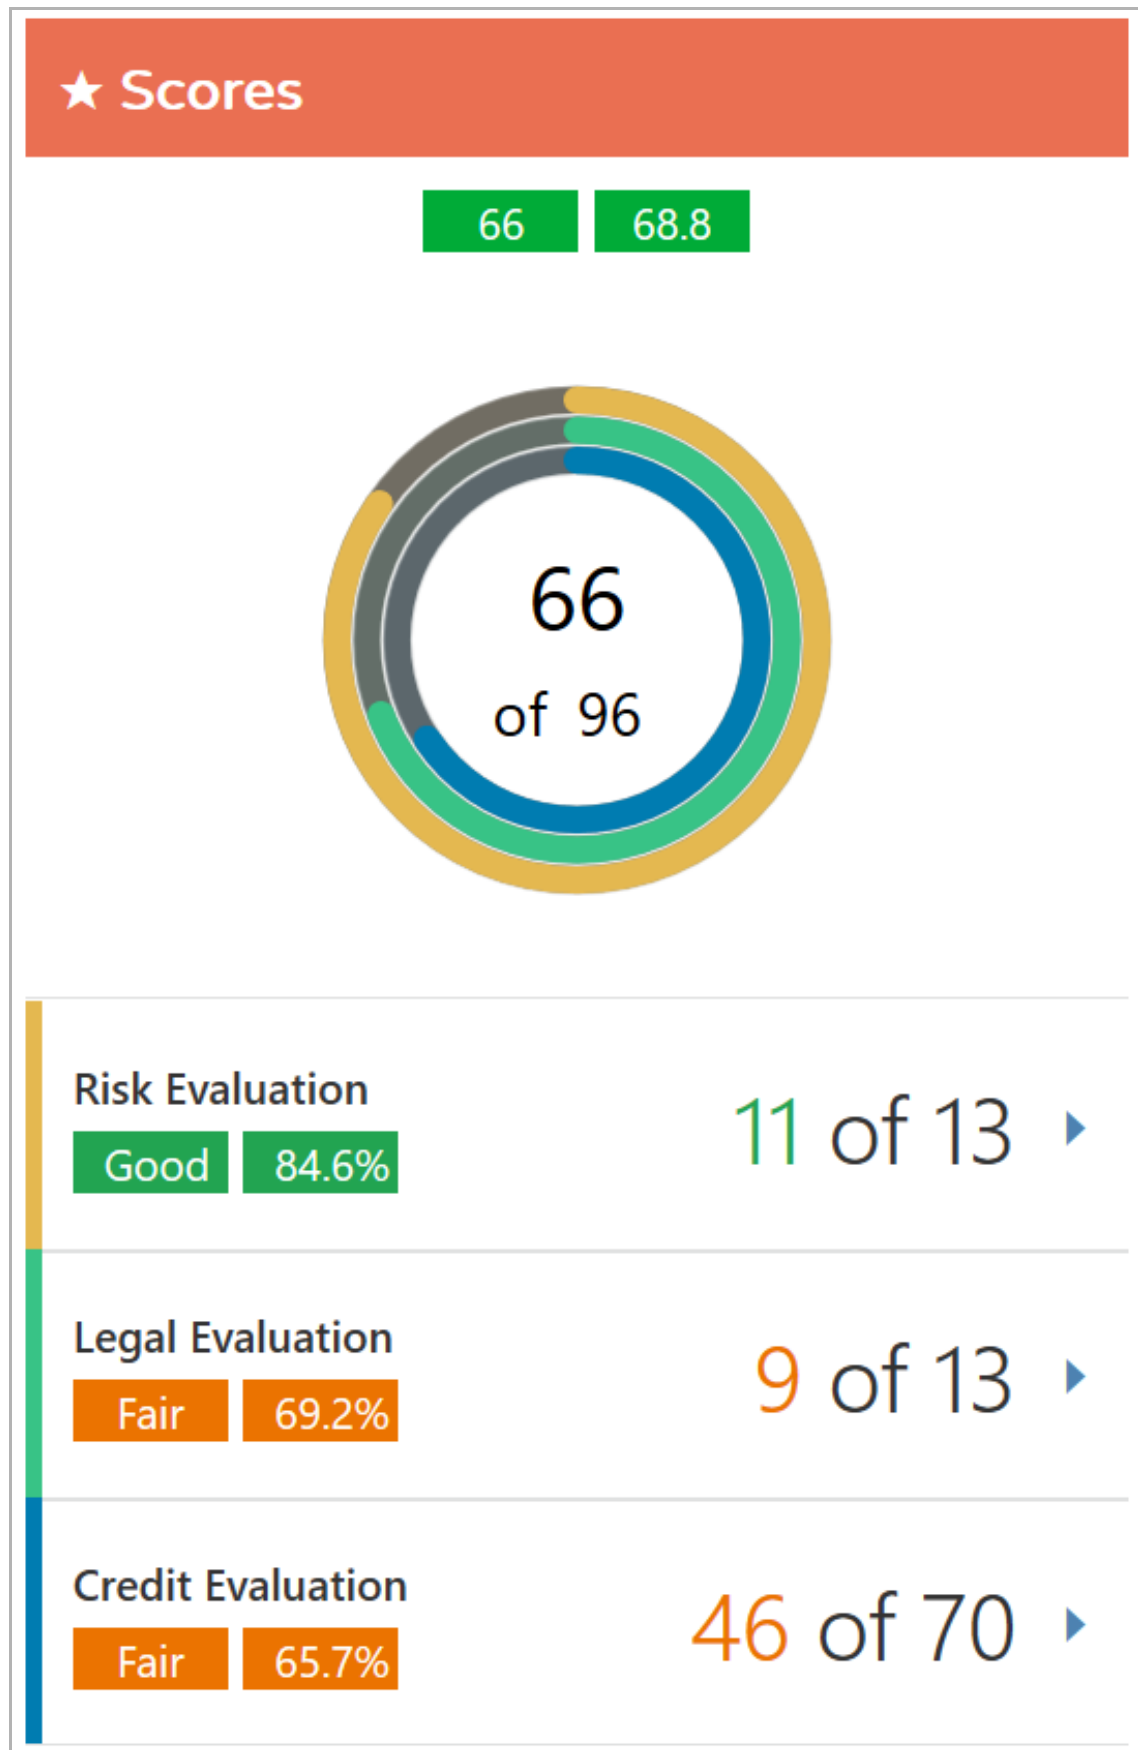 ★ Scores
66 68.8
66
of 96
Risk Evaluation
Good 84.6%
11 of 13
Legal Evaluation
Fair 69.2%
9 of 13
Credit Evaluation
Fair 65.7%
46 of 70